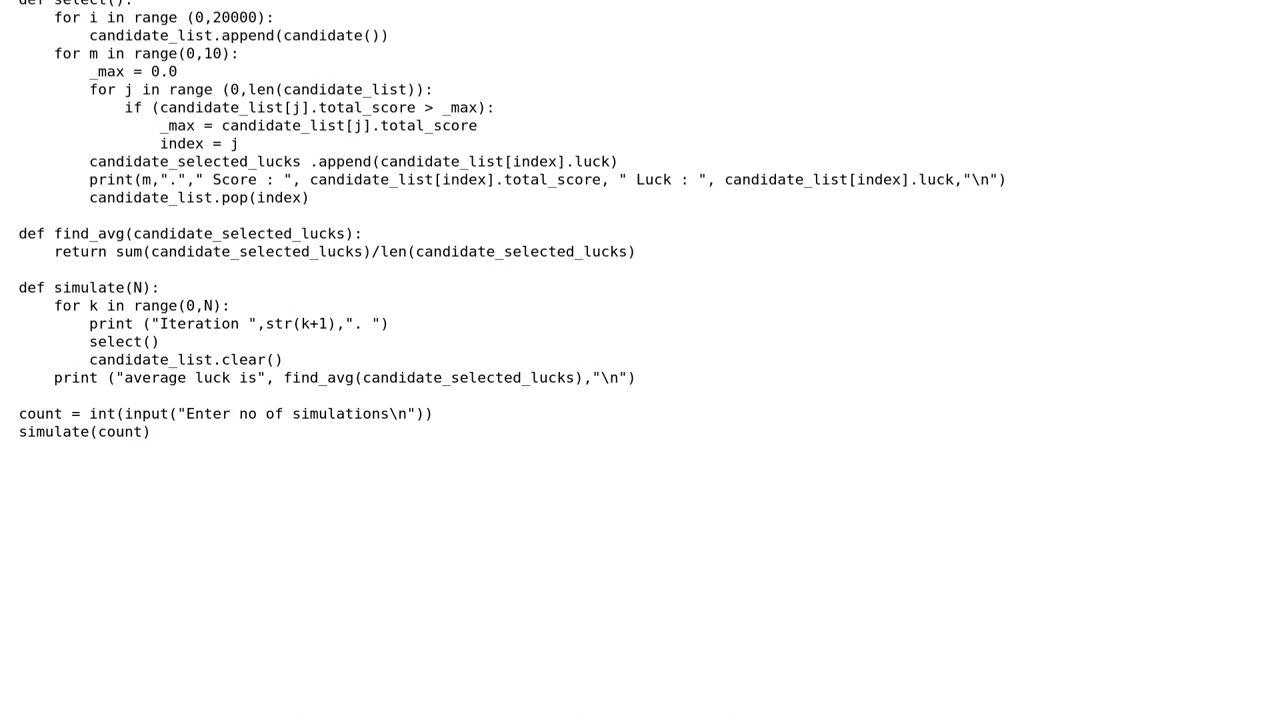 def select():
    for i in range (0,20000):
        candidate_list.append(candidate())
    for m in range(0,10):
        _max = 0.0
        for j in range (0,len(candidate_list)):
            if (candidate_list[j].total_score > _max):
                _max = candidate_list[j].total_score
                index = j
        candidate_selected_lucks .append(candidate_list[index].luck)
        print(m,"."," Score : ", candidate_list[index].total_score, " Luck : ", candidate_list[index].luck,"\n")
        candidate_list.pop(index)

def find_avg(candidate_selected_lucks):
    return sum(candidate_selected_lucks)/len(candidate_selected_lucks)

def simulate(N):
    for k in range(0,N):
        print ("Iteration ",str(k+1),". ")
        select()
        candidate_list.clear()
    print ("average luck is", find_avg(candidate_selected_lucks),"\n")

count = int(input("Enter no of simulations\n"))
simulate(count)